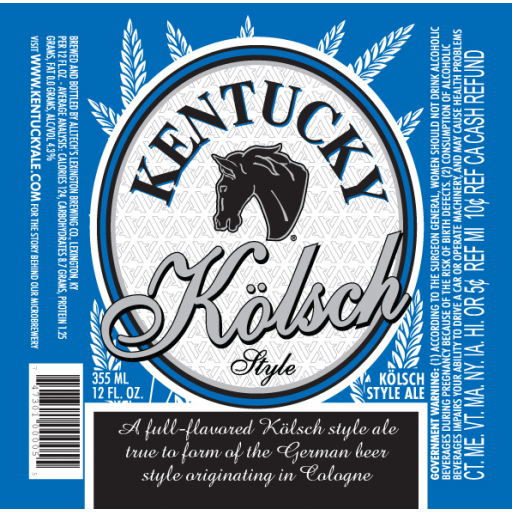 BREWED AND BOTTLED BY ALLTECH'S LEXINGTON BREWING CO., LEXINGTON, KY
PER 12 FL.OZ. - AVERAGE ANALYSIS: CALORIES 124, CARBOHYDRATES 8.7 GRAMS, PROTEIN 1.25
GRAMS, FAT 0.0 GRAMS, ALC/VOL 4.3%
VISIT WWW.KENTUCKYALE.COM FOR THE STORY BEHIND OUR MICROBREWERY
KENTUCKY
®
Kölsch
Style
355 ML
12 FL. OZ.
KÖLSCH
STYLE ALE
A full-flavored Kölsch style ale
true to form of the German beer
style originating in Cologne
GOVERNMENT WARNING: (1) ACCORDING TO THE SURGEON GENERAL, WOMEN SHOULD NOT DRINK ALCOHOLIC
BEVERAGES DURING PREGNANCY BECAUSE OF THE RISK OF BIRTH DEFECTS. (2) CONSUMPTION OF ALCOHOLIC
BEVERAGES IMPAIRS YOUR ABILITY TO DRIVE A CAR OR OPERATE MACHINERY, AND MAY CAUSE HEALTH PROBLEMS
CT. ME. VT. MA. NY. IA. HI. OR 5¢ REF MI 10¢ REF CA CASH REFUND
7 47301 00005 5